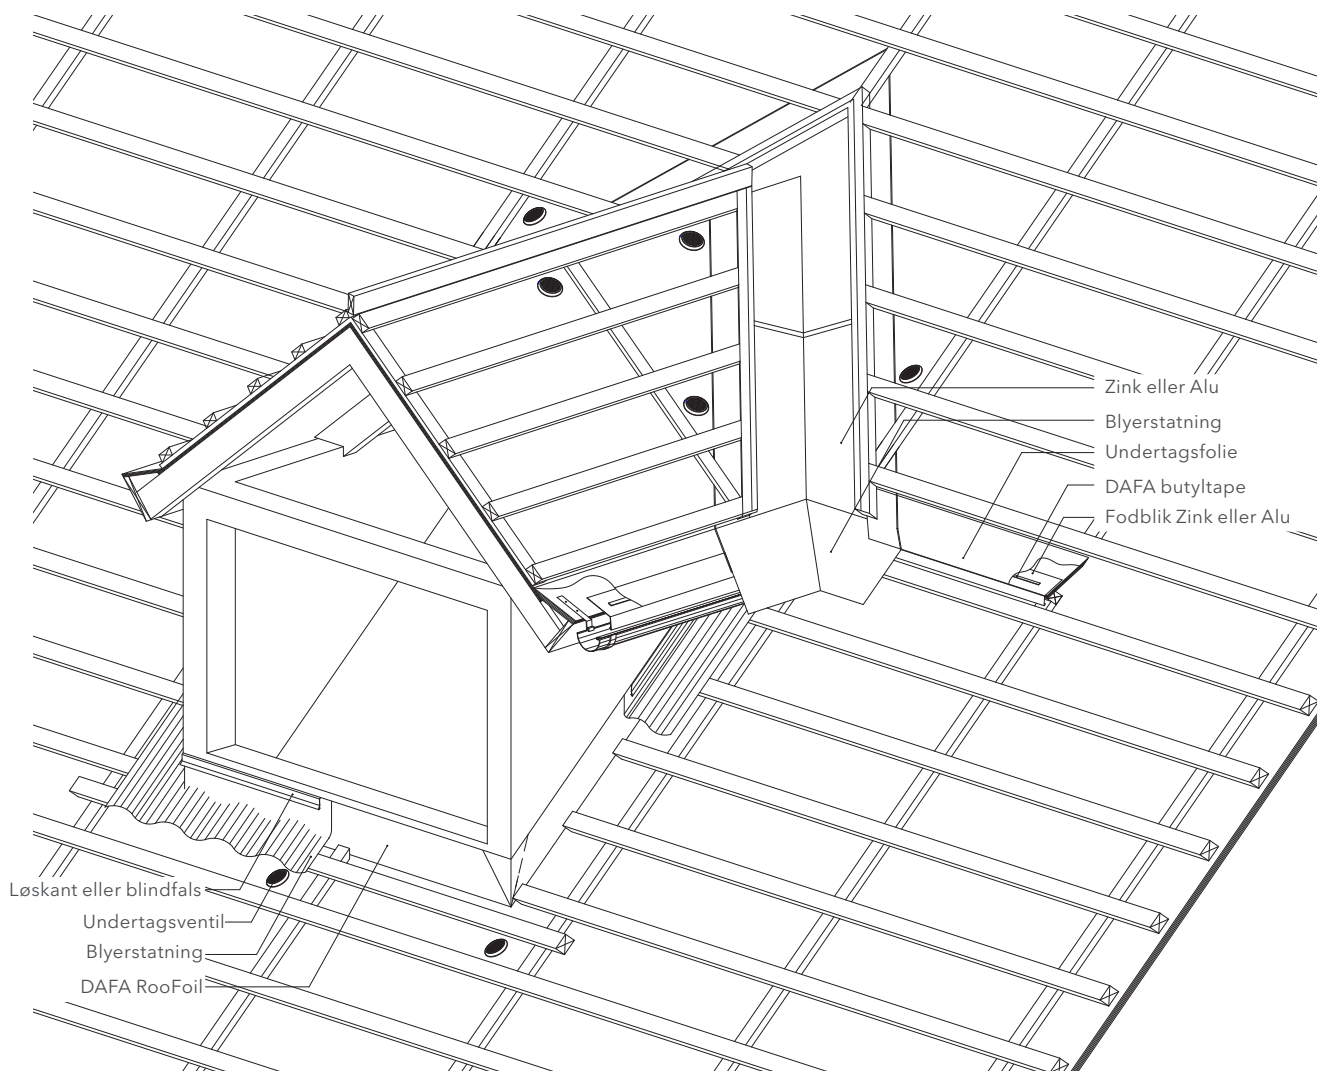 Zink eller Alu
Blyerstatning
Undertagsfolie
DAFA butyltape
Fodblik Zink eller Alu
Løskant eller blindfals
Undertagsventil
Blyerstatning
DAFA RooFoil